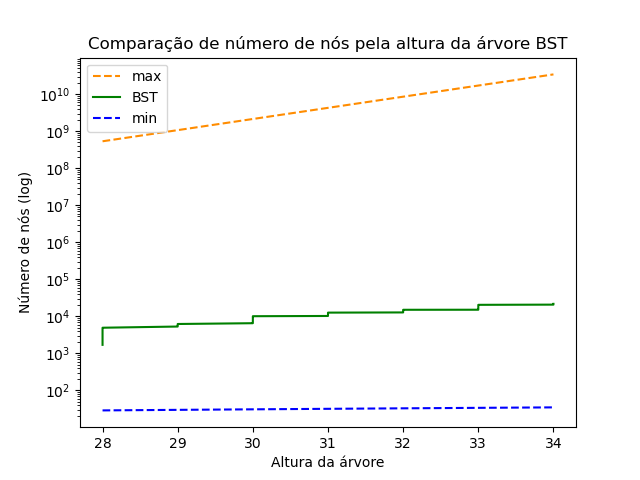 Comparação de número de nós pela altura da árvore BST
max
BST
min
10^10
10^9
10^8
10^7
10^6
10^5
10^4
10^3
10^2
Número de nós (log)
28 29 30 31 32 33 34
Altura da árvore